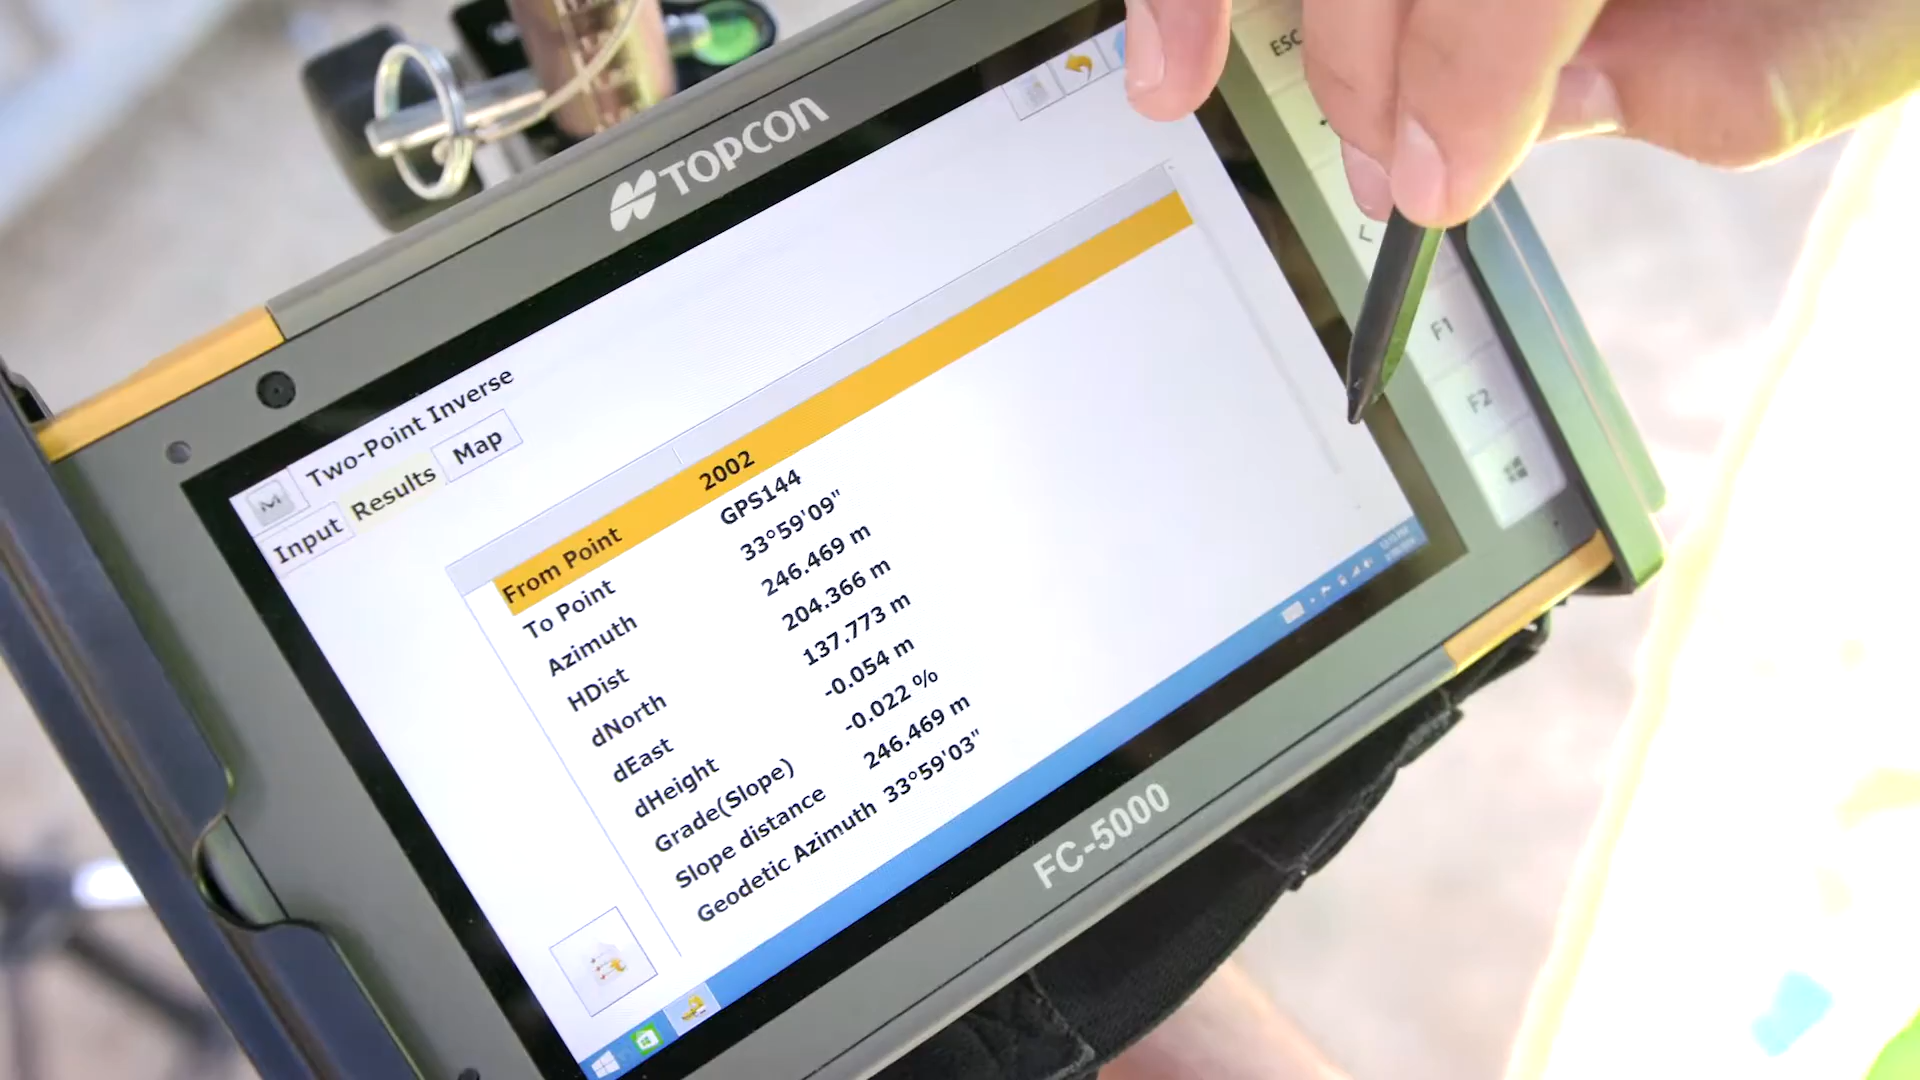 TOPCON
ESC
Two-Point Inverse
Input Results Map
From Point 2002
To Point GPS144
Azimuth 33°59'09"
HDist 246.469 m
dNorth 204.366 m
dEast 137.773 m
dHeight -0.054 m
Grade(Slope) -0.022 %
Slope distance 246.469 m
Geodetic Azimuth 33°59'03"
F1
F2
FC-5000